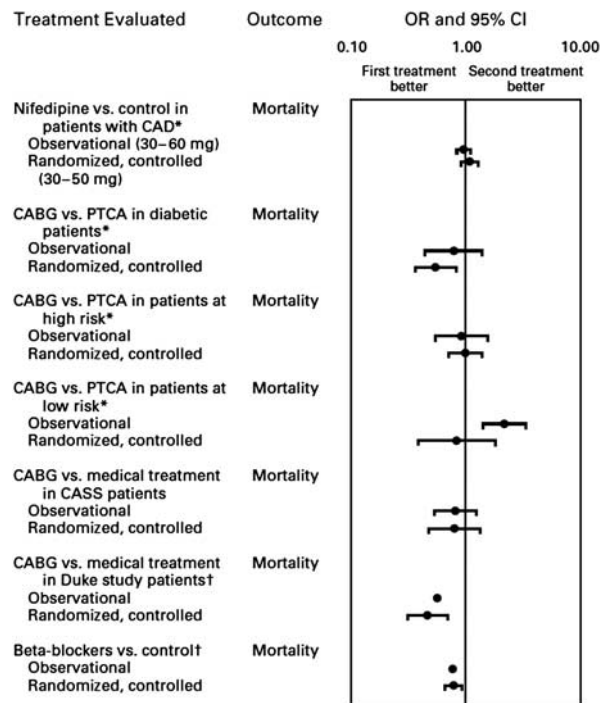 Treatment Evaluated Outcome OR and 95% CI
0.10 1.00 10.00
First treatment better Second treatment better
Nifedipine vs. control in Mortality
patients with CAD*
Observational (30–60 mg)
Randomized, controlled
(30–50 mg)
CABG vs. PTCA in diabetic Mortality
patients*
Observational
Randomized, controlled
CABG vs. PTCA in patients at Mortality
high risk*
Observational
Randomized, controlled
CABG vs. PTCA in patients at Mortality
low risk*
Observational
Randomized, controlled
CABG vs. medical treatment Mortality
in CASS patients
Observational
Randomized, controlled
CABG vs. medical treatment Mortality
in Duke study patients†
Observational
Randomized, controlled
Beta-blockers vs. control† Mortality
Observational
Randomized, controlled